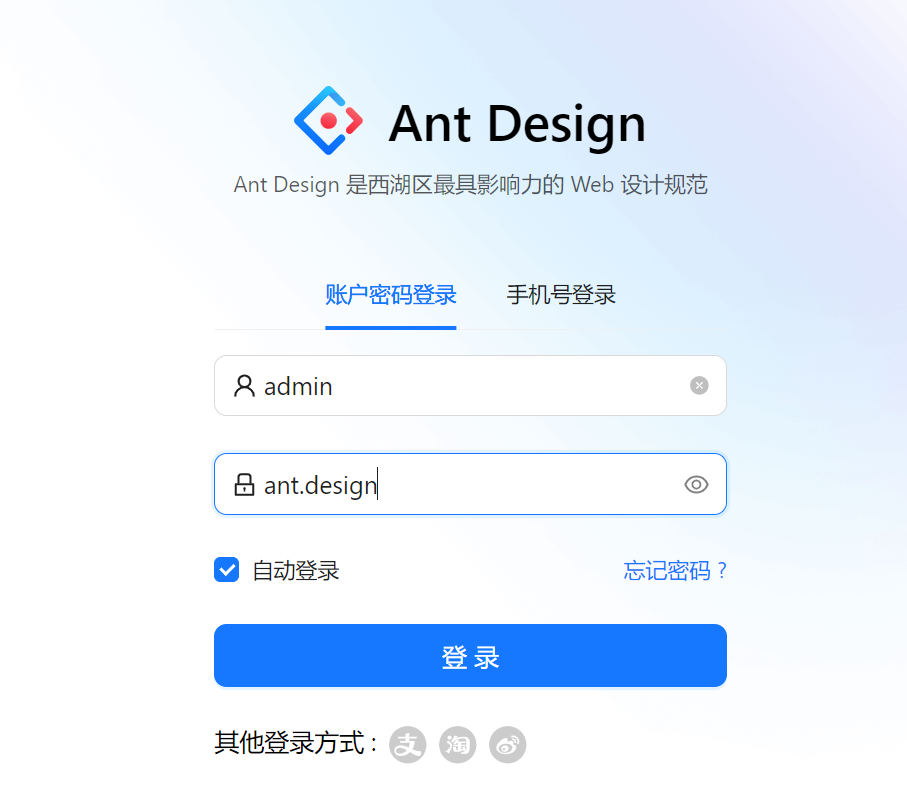 Ant Design
Ant Design 是西湖区最具影响力的 Web 设计规范
账户密码登录 手机号登录
admin
ant.design
自动登录 忘记密码 ?
登 录
其他登录方式 : 支 淘